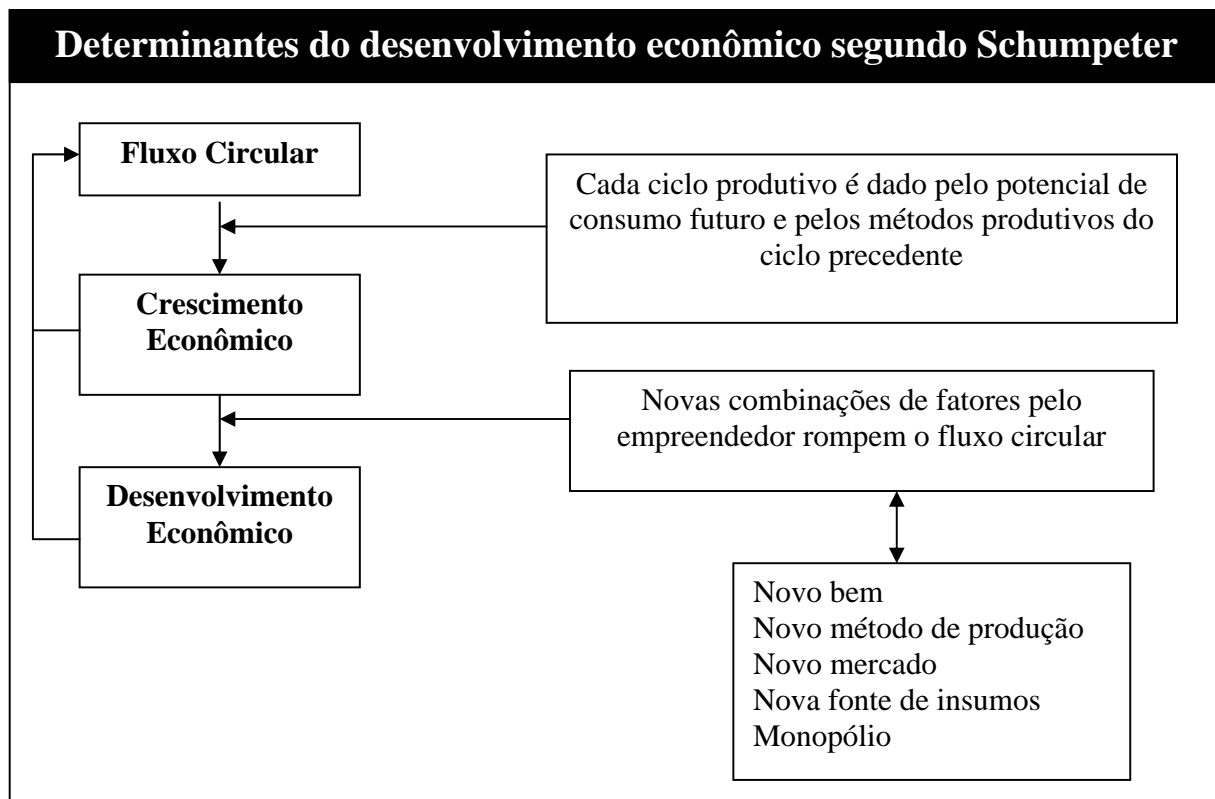 Determinantes do desenvolvimento econômico segundo Schumpeter
Fluxo Circular
Cada ciclo produtivo é dado pelo potencial de
consumo futuro e pelos métodos produtivos do
ciclo precedente
Crescimento
Econômico
Novas combinações de fatores pelo
empreendedor rompem o fluxo circular
Desenvolvimento
Econômico
Novo bem
Novo método de produção
Novo mercado
Nova fonte de insumos
Monopólio